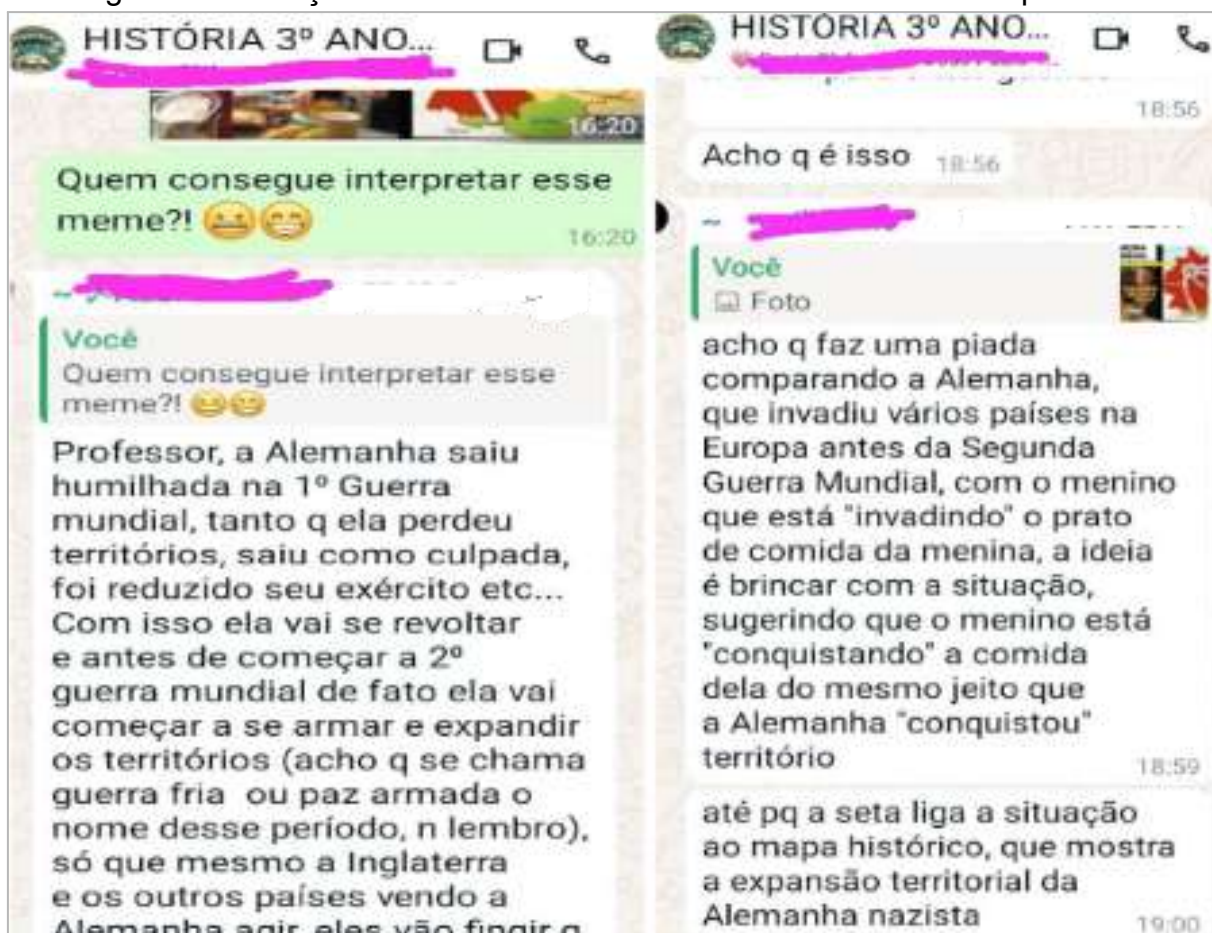 HISTÓRIA 3º ANO...
16:20
Quem consegue interpretar esse
meme?! 😄😁
16:20
Você
Quem consegue interpretar esse
meme?! 😄😁
Professor, a Alemanha saiu
humilhada na 1º Guerra
mundial, tanto q ela perdeu
territórios, saiu como culpada,
foi reduzido seu exército etc...
Com isso ela vai se revoltar
e antes de começar a 2º
guerra mundial de fato ela vai
começar a se armar e expandir
os territórios (acho q se chama
guerra fria ou paz armada o
nome desse período, n lembro),
só que mesmo a Inglaterra
e os outros países vendo a
Alemanha agir, eles vão fingir q
HISTÓRIA 3º ANO...
18:56
Acho q é isso 18:56
Você
Foto
acho q faz uma piada
comparando a Alemanha,
que invadiu vários países na
Europa antes da Segunda
Guerra Mundial, com o menino
que está "invadindo" o prato
de comida da menina, a ideia
é brincar com a situação,
sugerindo que o menino está
"conquistando" a comida
dela do mesmo jeito que
a Alemanha "conquistou"
território
18:59
até pq a seta liga a situação
ao mapa histórico, que mostra
a expansão territorial da
Alemanha nazista
19:00